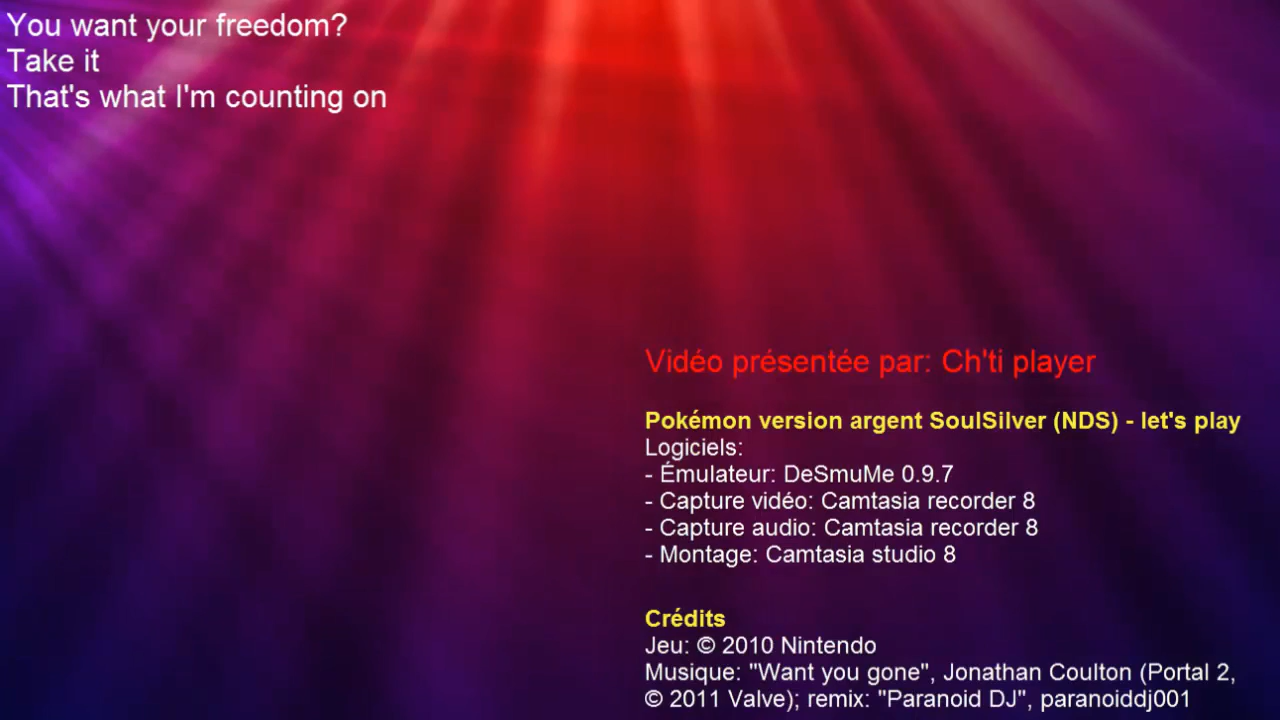 You want your freedom?
Take it
That's what I'm counting on
Vidéo présentée par: Ch'ti player
Pokémon version argent SoulSilver (NDS) - let's play
Logiciels:
- Émulateur: DeSmuMe 0.9.7
- Capture vidéo: Camtasia recorder 8
- Capture audio: Camtasia recorder 8
- Montage: Camtasia studio 8
Crédits
Jeu: © 2010 Nintendo
Musique: "Want you gone", Jonathan Coulton (Portal 2,
© 2011 Valve); remix: "Paranoid DJ", paranoiddj001